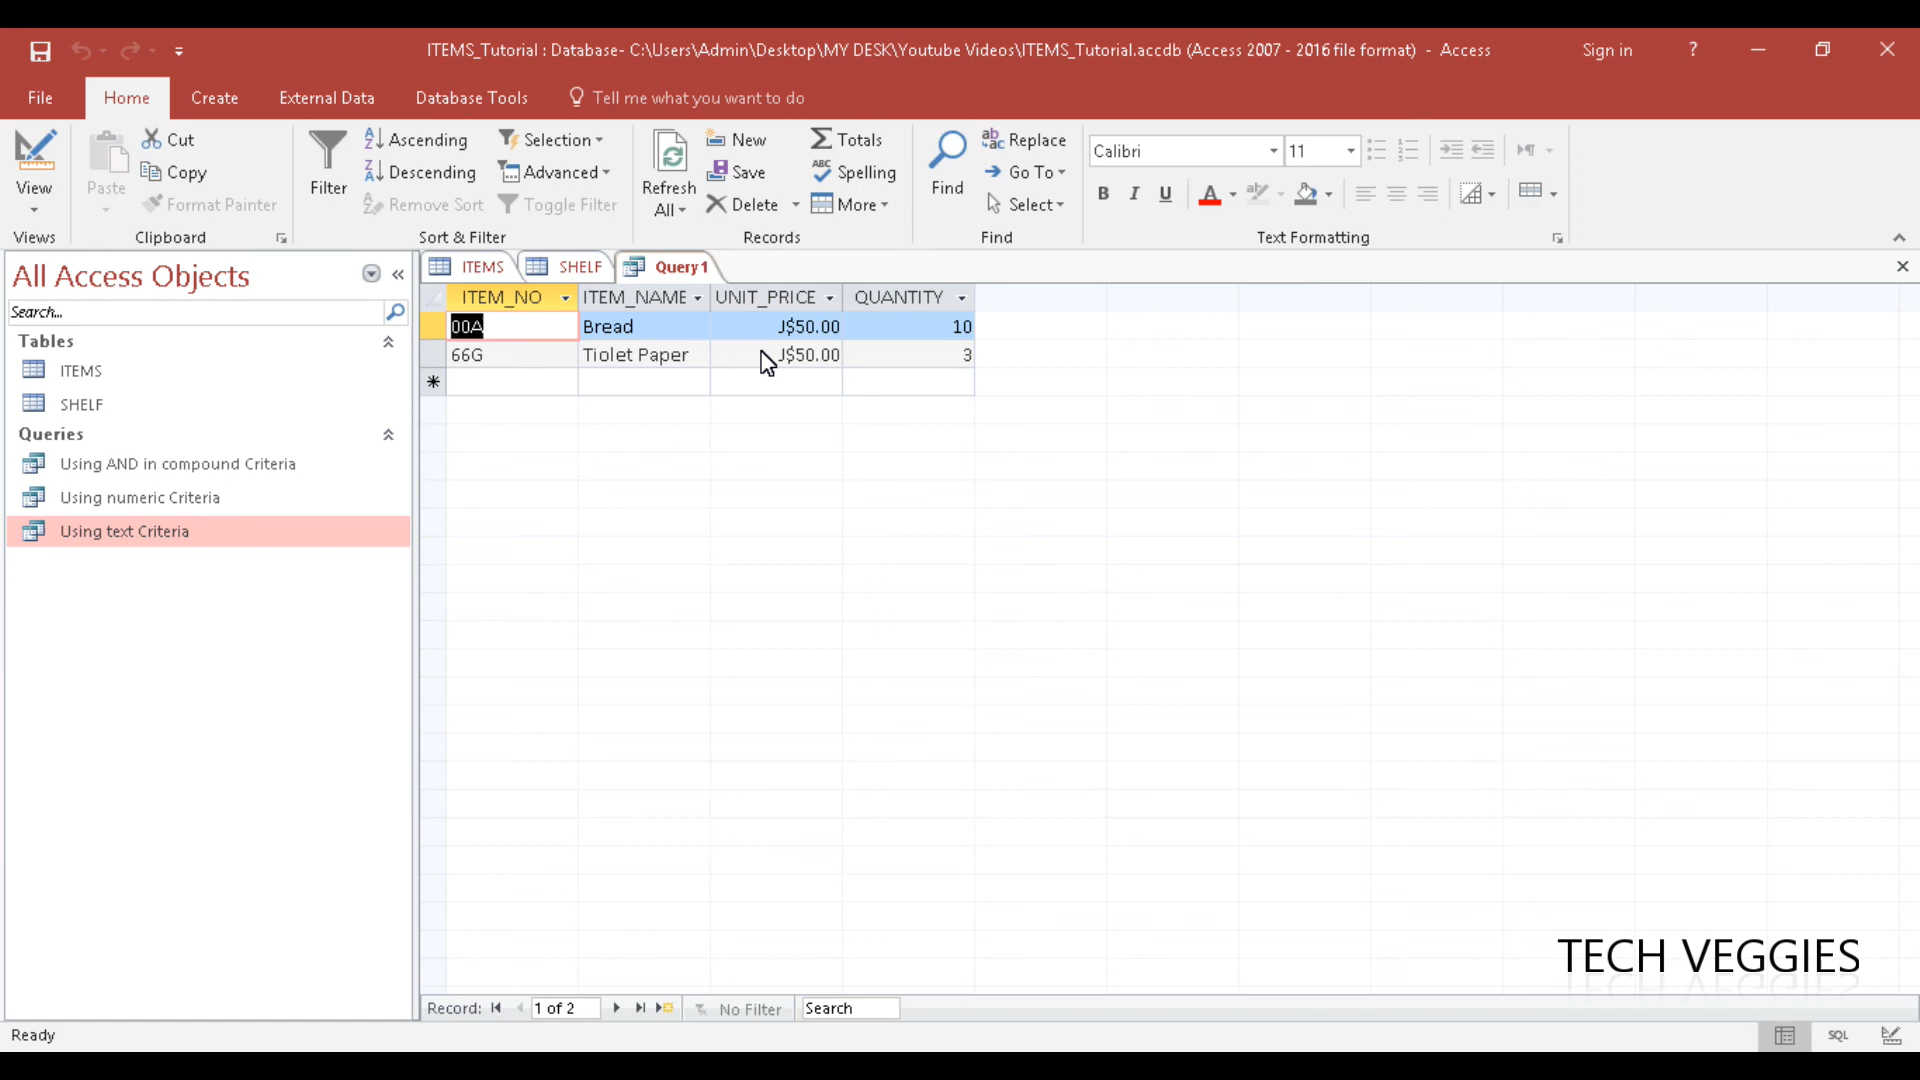 ITEMS_Tutorial : Database- C:\Users\Admin\Desktop\MY DESK\Youtube Videos\ITEMS_Tutorial.accdb (Access 2007 - 2016 file format) - Access
Sign in
?
File
Home
Create
External Data
Database Tools
Tell me what you want to do
View
Views
Paste
Cut
Copy
Format Painter
Clipboard
Filter
Ascending
Descending
Remove Sort
Selection
Advanced
Toggle Filter
Sort & Filter
Refresh All
New
Save
Delete
Totals
Spelling
More
Records
Find
Replace
Go To
Select
Find
Calibri
11
B I U
A
Text Formatting
All Access Objects
Search...
Tables
ITEMS
SHELF
Queries
Using AND in compound Criteria
Using numeric Criteria
Using text Criteria
ITEMS
SHELF
Query1
ITEM_NO ITEM_NAME UNIT_PRICE QUANTITY
00A Bread J$50.00 10
66G Tiolet Paper J$50.00 3
TECH VEGGIES
Record: 1 of 2 No Filter Search
Ready
SQL